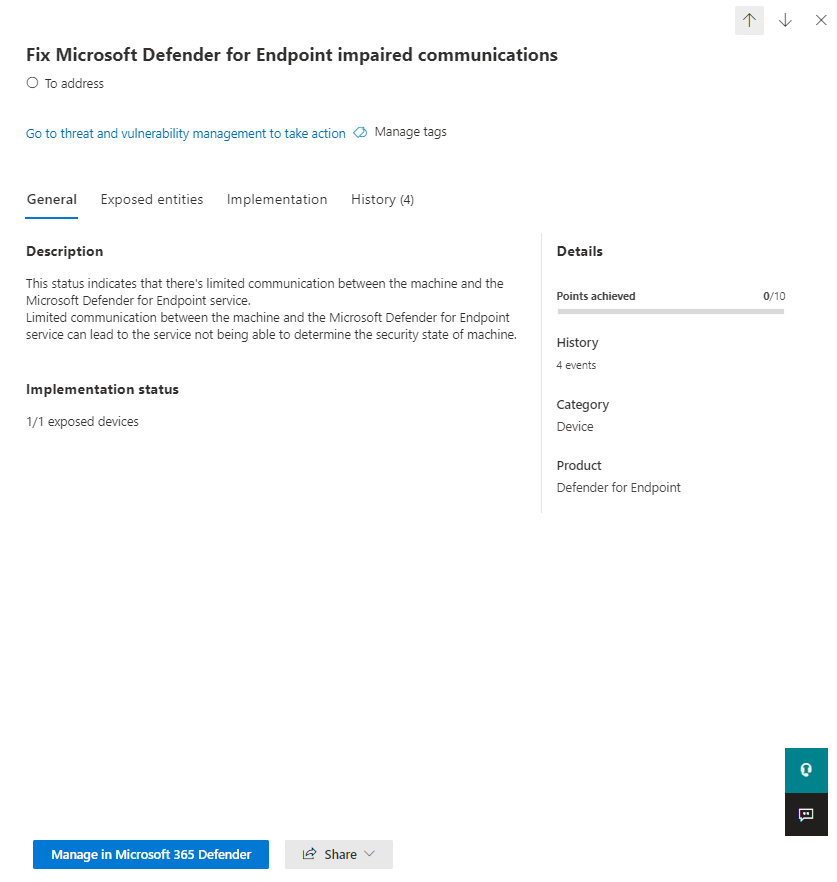 Fix Microsoft Defender for Endpoint impaired communications
To address
Go to threat and vulnerability management to take action Manage tags
General Exposed entities Implementation History (4)
Description
This status indicates that there's limited communication between the machine and the
Microsoft Defender for Endpoint service.
Limited communication between the machine and the Microsoft Defender for Endpoint
service can lead to the service not being able to determine the security state of machine.
Implementation status
1/1 exposed devices
Details
Points achieved 0/10
History
4 events
Category
Device
Product
Defender for Endpoint
Manage in Microsoft 365 Defender Share